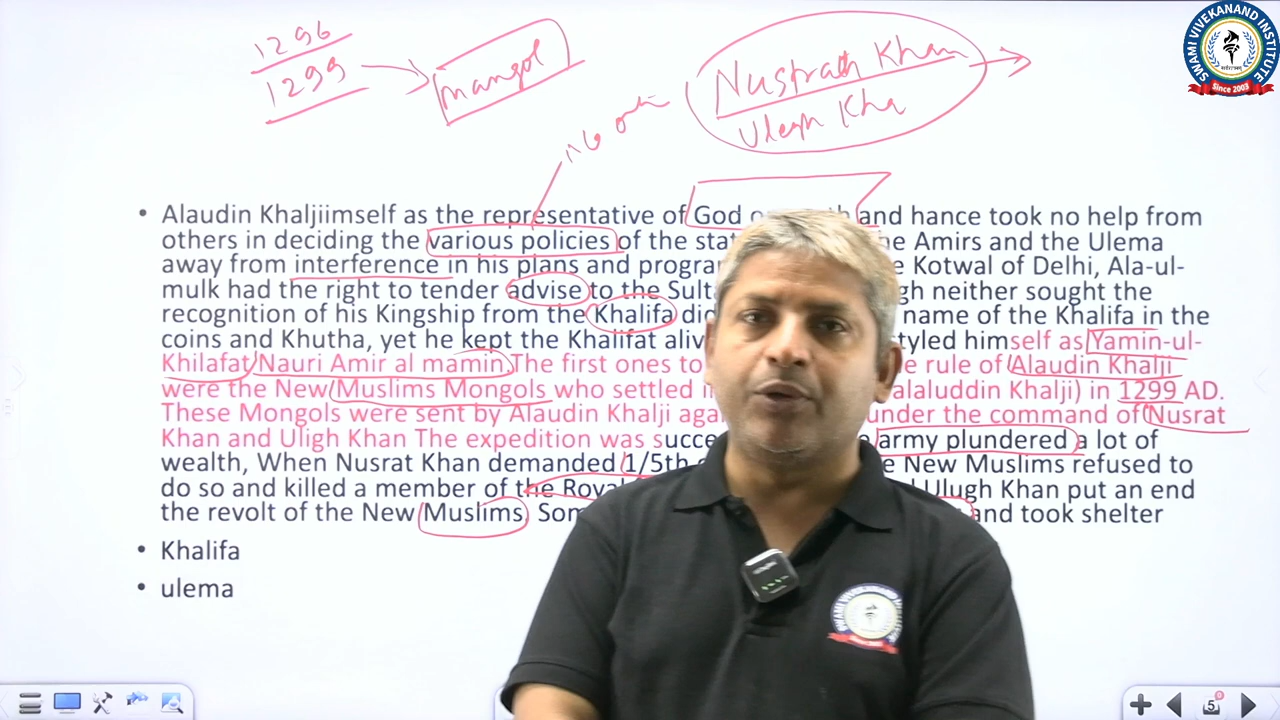 1296
1299
mangol
Nustrath Khan
Ulegh Kha
SWAMI VIVEKANAND INSTITUTE
Since 2003
• Alaudin Khaljiimself as the representative of God and hance took no help from
others in deciding the various policies of the stat he Amirs and the Ulema
away from interference in his plans and progra e Kotwal of Delhi, Ala-ul-
mulk had the right to tender advise to the Sult gh neither sought the
recognition of his Kingship from the Khalifa did name of the Khalifa in the
coins and Khutha, yet he kept the Khalifat aliv tyled himself as Yamin-ul-
Khilafat Nauri Amir al mamin. The first ones to e rule of Alaudin Khalji
were the New Muslims Mongols who settled alaluddin Khalji) in 1299 AD.
These Mongols were sent by Alaudin Khalji aga under the command of Nusrat
Khan and Uligh Khan The expedition was succe army plundered a lot of
wealth, When Nusrat Khan demanded 1/5th e New Muslims refused to
do so and killed a member of the Royal Ulugh Khan put an end
the revolt of the New Muslims Som and took shelter
• Khalifa
• ulema
5